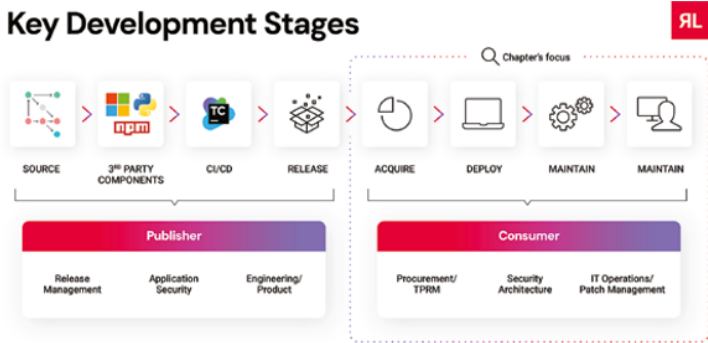 Key Development Stages
RL
Chapter's focus
TC
npm
SOURCE
3RD PARTY
COMPONENTS
CI/CD
RELEASE
ACQUIRE
DEPLOY
MAINTAIN
MAINTAIN
Publisher
Consumer
Release
Management
Application
Security
Engineering/
Product
Procurement/
TPRM
Security
Architecture
IT Operations/
Patch Management